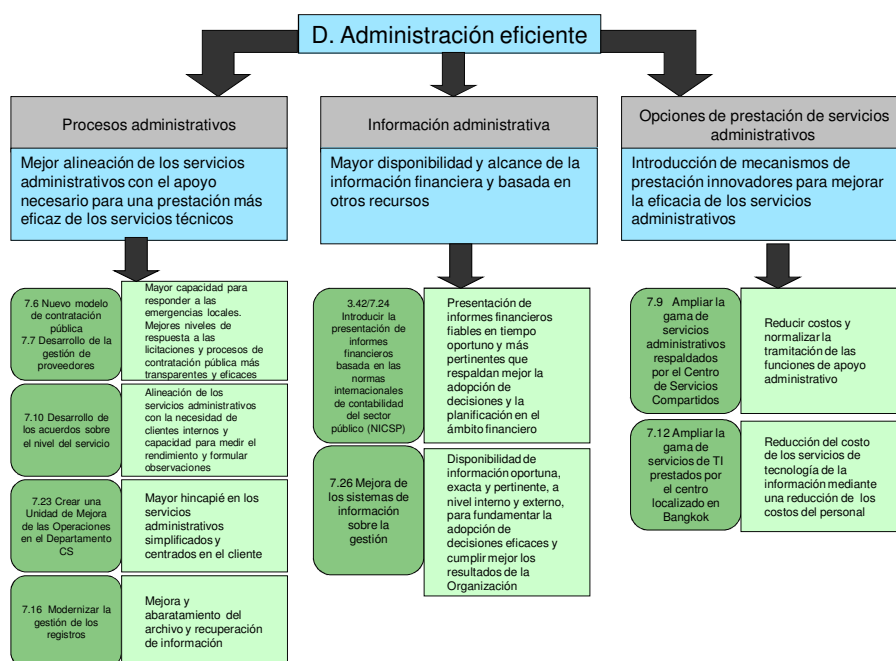 D. Administración eficiente
Procesos administrativos
Mejor alineación de los servicios
administrativos con el apoyo
necesario para una prestación más
eficaz de los servicios técnicos
7.6 Nuevo modelo
de contratación
pública
7.7 Desarrollo de la
gestión de
proveedores
Mayor capacidad para
responder a las
emergencias locales.
Mejores niveles de
respuesta a las
licitaciones y procesos de
contratación pública más
transparentes y eficaces
7.10 Desarrollo de
los acuerdos sobre
el nivel del servicio
Alineación de los
servicios administrativos
con la necesidad de
clientes internos y
capacidad para medir el
rendimiento y formular
observaciones
7.23 Crear una
Unidad de Mejora
de las Operaciones
en el Departamento
CS
Mayor hincapié en los
servicios
administrativos
simplificados y
centrados en el cliente
7.16 Modernizar la
gestión de los
registros
Mejora y
abaratamiento del
archivo y recuperación
de información
Información administrativa
Mayor disponibilidad y alcance de la
información financiera y basada en
otros recursos
3.42/7.24
Introducir la
presentación de
informes
financieros
basada en las
normas
internacionales
de contabilidad
del sector
público (NICSP)
Presentación de
informes financieros
fiables en tiempo
oportuno y más
pertinentes que
respaldan mejor la
adopción de
decisiones y la
planificación en el
ámbito financiero
7.26 Mejora de
los sistemas de
información
sobre la
gestión
Disponibilidad de
información oportuna,
exacta y pertinente, a
nivel interno y externo,
para fundamentar la
adopción de
decisiones eficaces y
cumplir mejor los
resultados de la
Organización
Opciones de prestación de servicios
administrativos
Introducción de mecanismos de
prestación innovadores para mejorar
la eficacia de los servicios
administrativos
7.9 Ampliar la
gama de
servicios
administrativos
respaldados
por el Centro
de Servicios
Compartidos
Reducir costos y
normalizar la
tramitación de las
funciones de apoyo
administrativo
7.12 Ampliar la
gama de
servicios de TI
prestados por
el centro
localizado en
Bangkok
Reducción del costo
de los servicios de
tecnología de la
información mediante
una reducción de los
costos del personal